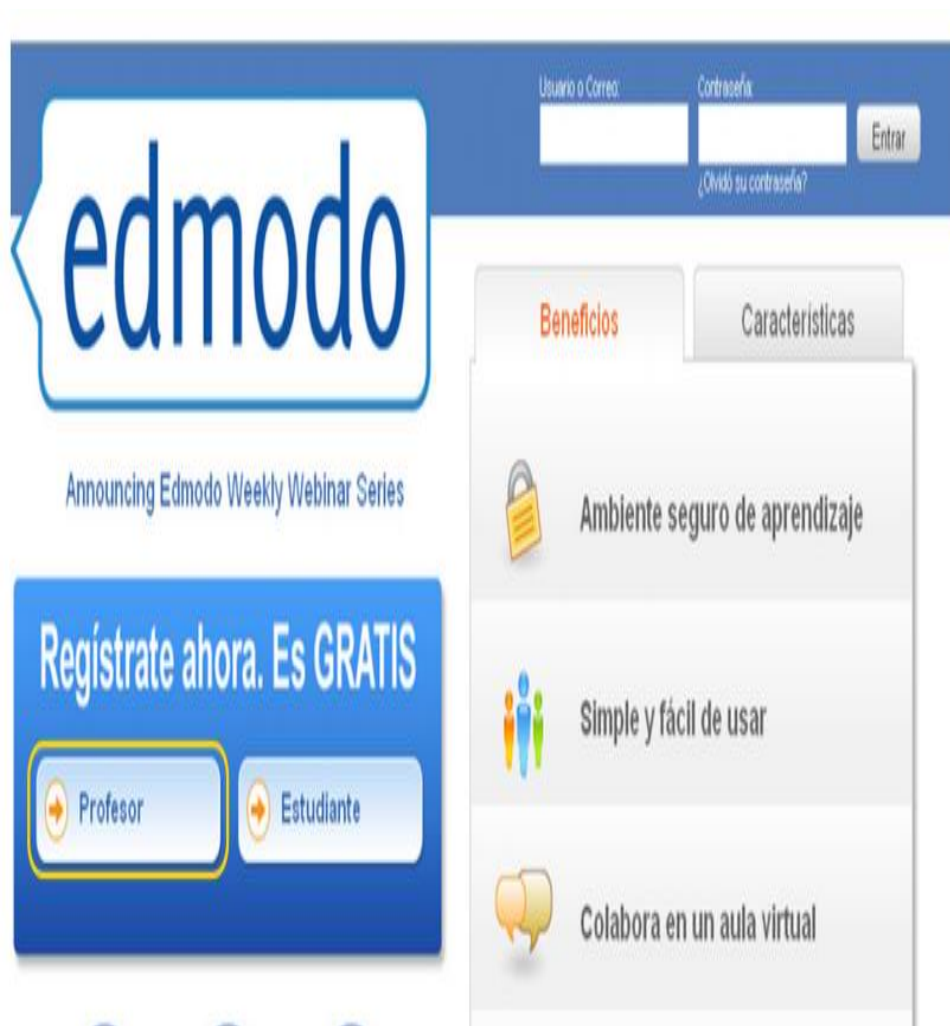 Usuario o Correo:
Contraseña:
Entrar
¿Olvidó su contraseña?
edmodo
Announcing Edmodo Weekly Webinar Series
Regístrate ahora. Es GRATIS
Profesor
Estudiante
Beneficios
Características
Ambiente seguro de aprendizaje
Simple y fácil de usar
Colabora en un aula virtual